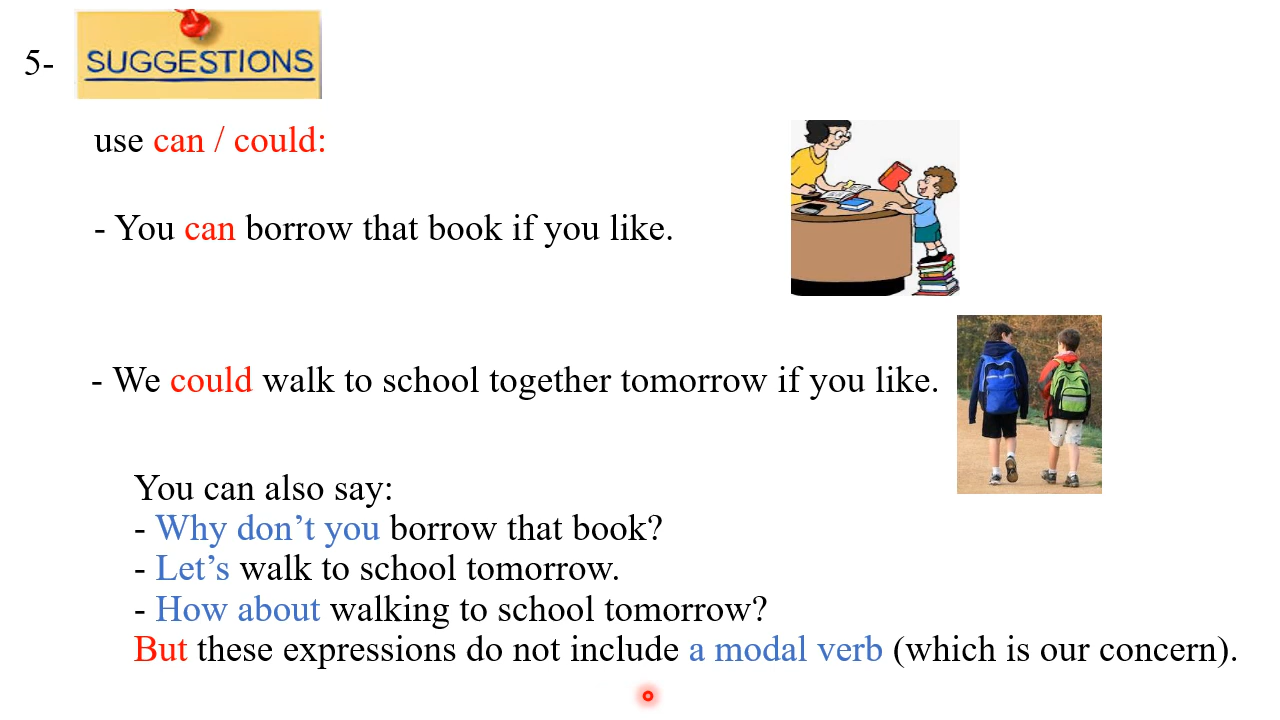 5- SUGGESTIONS
use can / could:
- You can borrow that book if you like.
- We could walk to school together tomorrow if you like.
You can also say:
- Why don’t you borrow that book?
- Let’s walk to school tomorrow.
- How about walking to school tomorrow?
But these expressions do not include a modal verb (which is our concern).